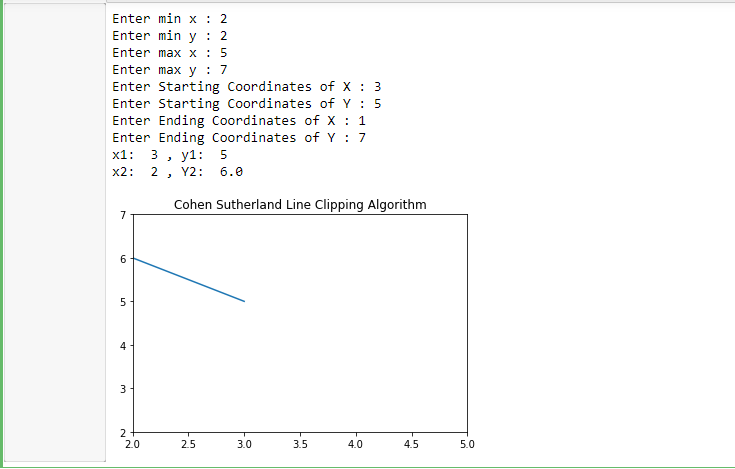 Enter min x : 2
Enter min y : 2
Enter max x : 5
Enter max y : 7
Enter Starting Coordinates of X : 3
Enter Starting Coordinates of Y : 5
Enter Ending Coordinates of X : 1
Enter Ending Coordinates of Y : 7
x1:  3 , y1:  5
x2:  2 , Y2:  6.0
Cohen Sutherland Line Clipping Algorithm
7
6
5
4
3
2
2.0 2.5 3.0 3.5 4.0 4.5 5.0